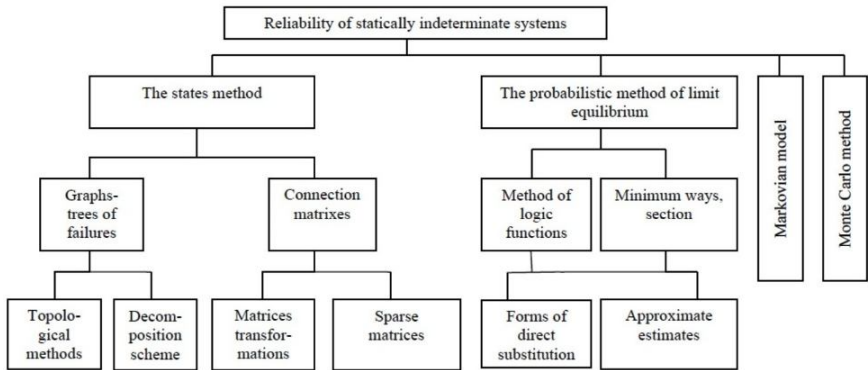 Reliability of statically indeterminate systems
The states method
The probabilistic method of limit
equilibrium
Markovian model
Monte Carlo method
Graphs-
trees of
failures
Connection
matrixes
Method of
logic
functions
Minimum ways,
section
Topolo-
gical
methods
Decom-
position
scheme
Matrices
transfor-
mations
Sparse
matrices
Forms of
direct
substitution
Approximate
estimates